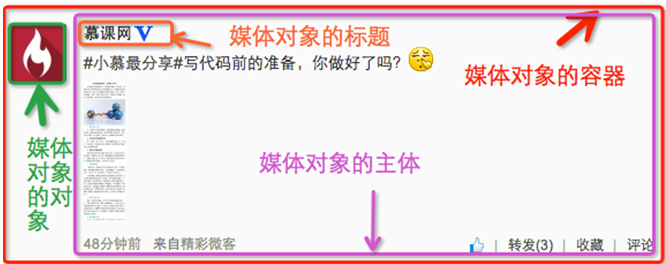 慕课网 V
媒体对象的标题
媒体对象的容器
#小慕最分享#写代码前的准备，你做好了吗?
媒体
对象
的对
象
媒体对象的主体
48分钟前 来自精彩微客
| 转发(3) | 收藏 | 评论